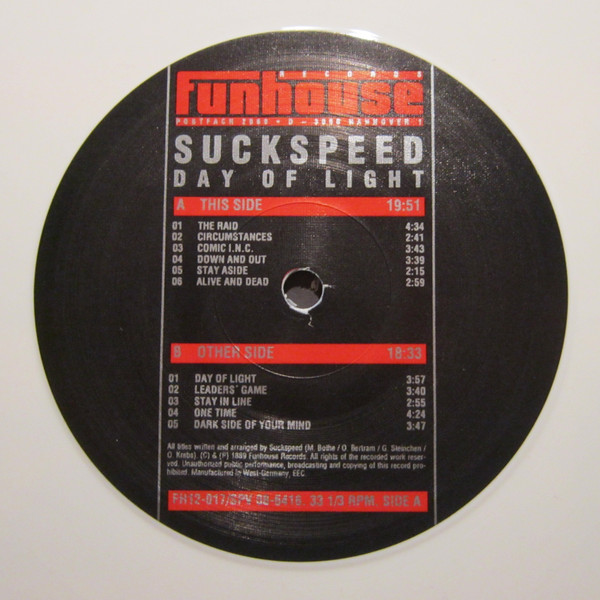 RECORDS
Funhouse
POSTFACH 2569 • D - 3000 HANNOVER 1
SUCKSPEED
DAY OF LIGHT
A THIS SIDE 19:51
01 THE RAID 4:34
02 CIRCUMSTANCES 2:41
03 COMIC I.N.C. 3:43
04 DOWN AND OUT 3:39
05 STAY ASIDE 2:15
06 ALIVE AND DEAD 2:59
B OTHER SIDE 18:33
01 DAY OF LIGHT 3:57
02 LEADERS' GAME 3:40
03 STAY IN LINE 2:55
04 ONE TIME 4:24
05 DARK SIDE OF YOUR MIND 3:47
All titles written and arranged by Suckspeed (M. Bothe / O. Bertram / G. Steinchen /
O. Krebs). (C) & (P) 1989 Funhouse Records. All rights of the recorded work reser-
ved. Unauthorized public performance, broadcasting and copying of this record pro-
hibited. Manufactured in West-Germany, EEC.
FH12-017/SPV 08-5416. 33 1/3 RPM. SIDE A